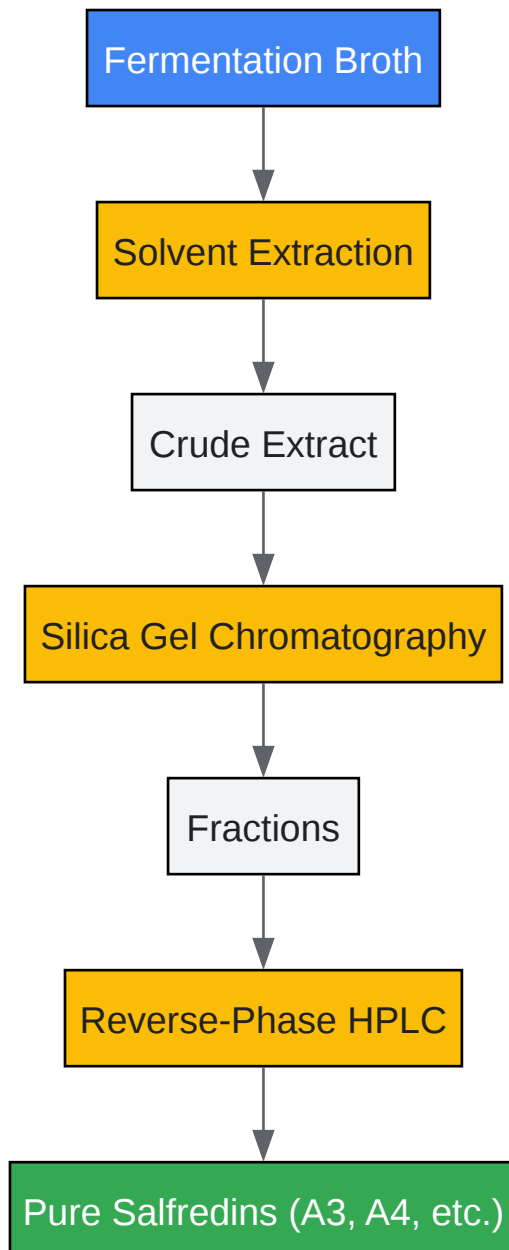 Fermentation Broth
Solvent Extraction
Crude Extract
Silica Gel Chromatography
Fractions
Reverse-Phase HPLC
Pure Salfredins (A3, A4, etc.)